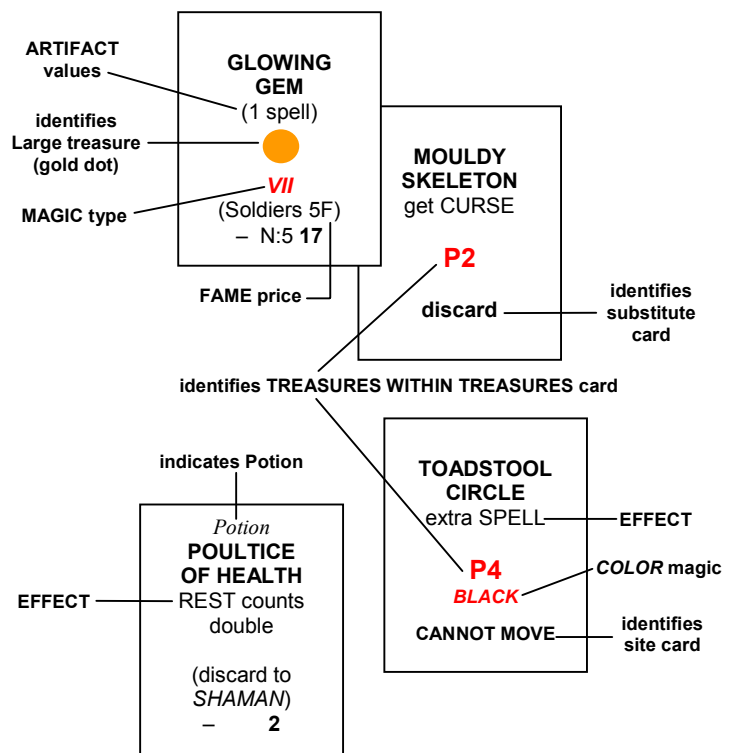 ARTIFACT
values
identifies
Large treasure
(gold dot)
MAGIC type
GLOWING
GEM
(1 spell)
VII
(Soldiers 5F)
– N:5 17
FAME price
MOULDY
SKELETON
get CURSE
P2
discard
identifies
substitute
card
identifies TREASURES WITHIN TREASURES card
indicates Potion
Potion
POULTICE
OF HEALTH
REST counts
double
(discard to
SHAMAN)
– 2
EFFECT
TOADSTOOL
CIRCLE
extra SPELL
P4
BLACK
CANNOT MOVE
EFFECT
COLOR magic
identifies
site card